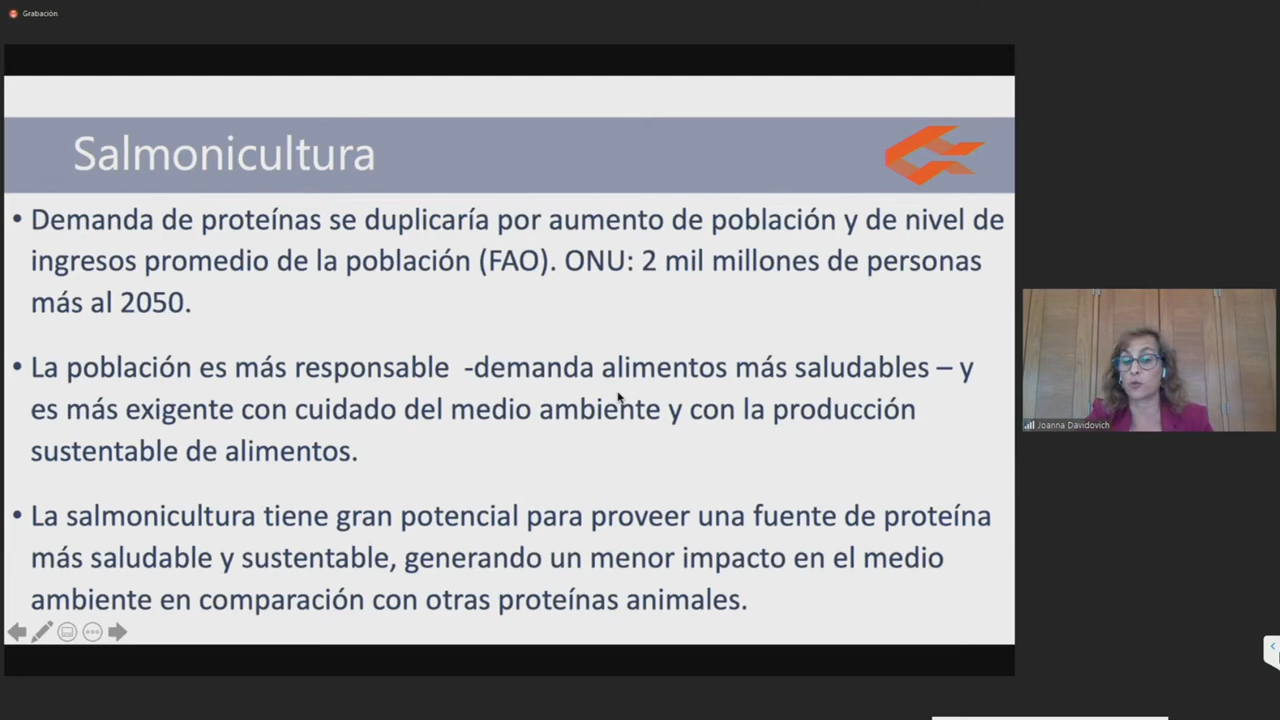 Grabación
Salmonicultura
• Demanda de proteínas se duplicaría por aumento de población y de nivel de
ingresos promedio de la población (FAO). ONU: 2 mil millones de personas
más al 2050.
• La población es más responsable  -demanda alimentos más saludables – y
es más exigente con cuidado del medio ambiente y con la producción
sustentable de alimentos.
• La salmonicultura tiene gran potencial para proveer una fuente de proteína
más saludable y sustentable, generando un menor impacto en el medio
ambiente en comparación con otras proteínas animales.
Joanna Davidovich